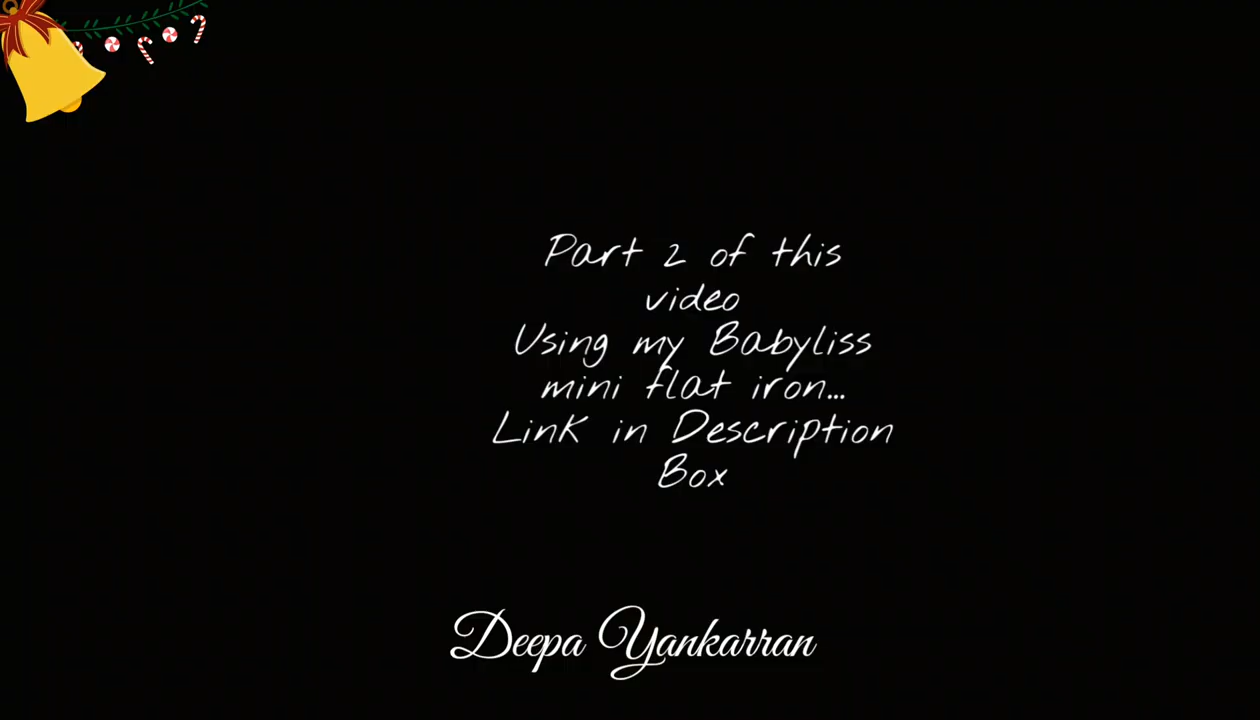 Part 2 of this
video
Using my Babyliss
mini flat iron...
Link in Description
Box
Deepa Yankarran